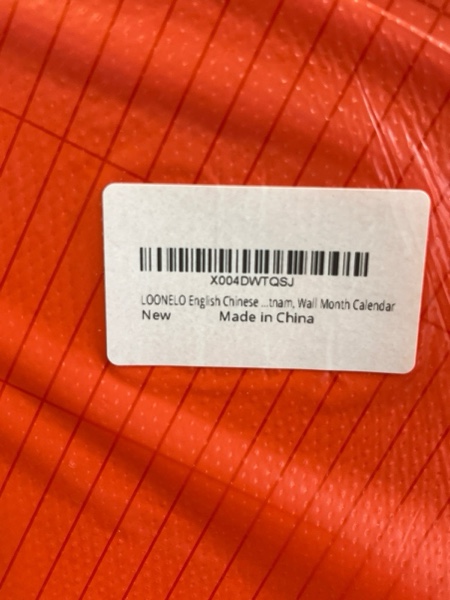 X004DWTQSJ
LOONELO English Chinese ...tnam, Wall Month Calendar
New Made in China